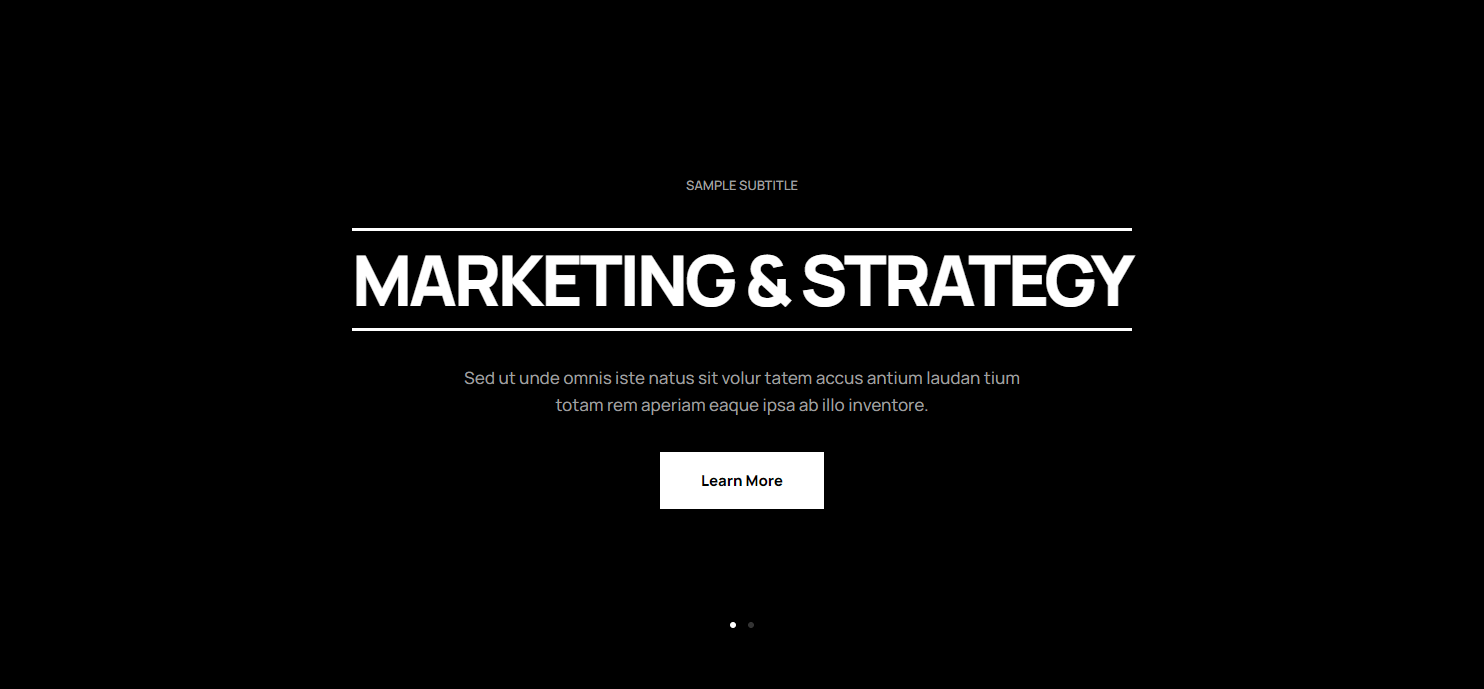 SAMPLE SUBTITLE
MARKETING & STRATEGY
Sed ut unde omnis iste natus sit volur tatem accus antium laudan tium
totam rem aperiam eaque ipsa ab illo inventore.
Learn More